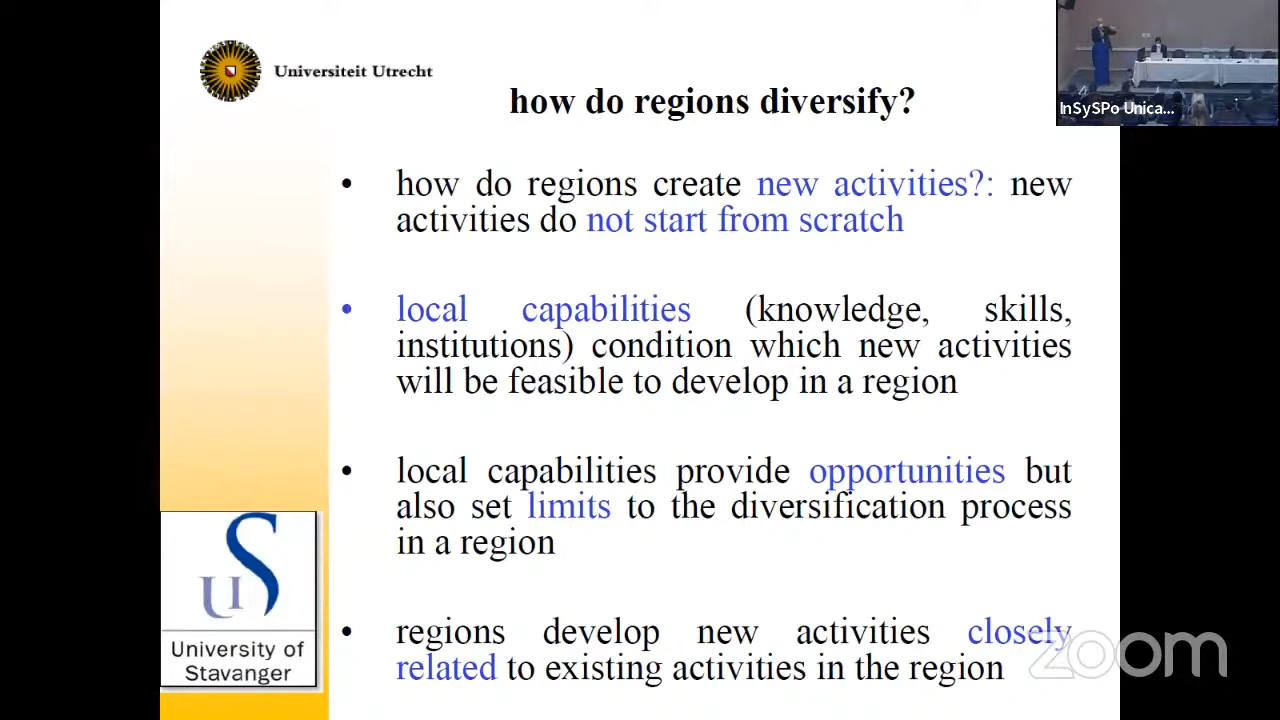 Universiteit Utrecht
how do regions diversify?
InSySPo Unica...
• how do regions create new activities?: new
activities do not start from scratch
• local capabilities (knowledge, skills,
institutions) condition which new activities
will be feasible to develop in a region
• local capabilities provide opportunities but
also set limits to the diversification process
in a region
• regions develop new activities closely
related to existing activities in the region
US
University of
Stavanger
zoom